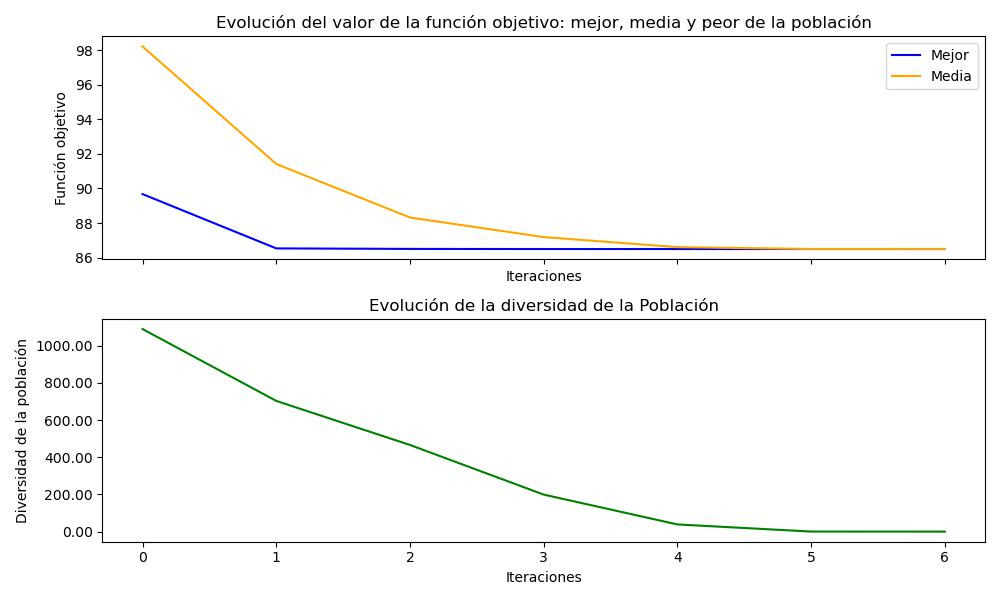 Evolución del valor de la función objetivo: mejor, media y peor de la población
98
96
94
92
90
88
86
Función objetivo
Mejor
Media
Iteraciones
Evolución de la diversidad de la Población
1000.00
800.00
600.00
400.00
200.00
0.00
Diversidad de la población
0 1 2 3 4 5 6
Iteraciones